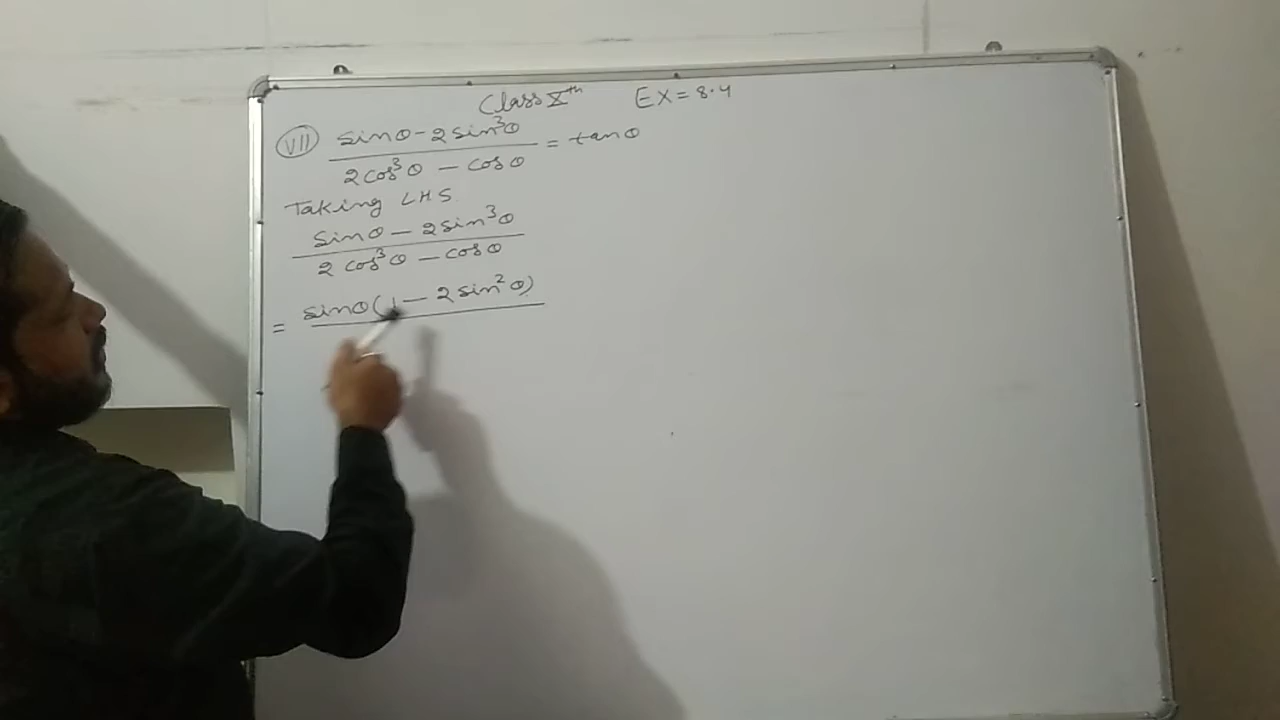 Class Xth EX = 8.4
(VII) sinθ - 2sin³θ / 2cos³θ - cosθ = tanθ
Taking LHS
sinθ - 2sin³θ / 2cos³θ - cosθ
= sinθ(1 - 2sin²θ)